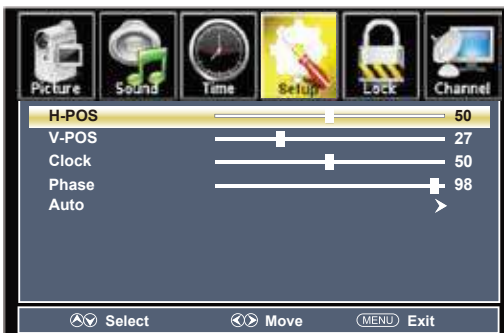 Picture Sound Time Setup Lock Channel
H-POS 50
V-POS 27
Clock 50
Phase 98
Auto
Select Move MENU Exit